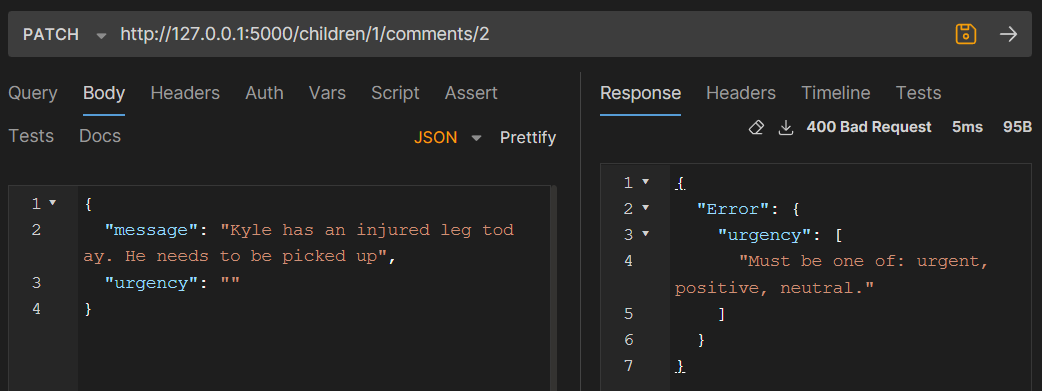 PATCH http://127.0.0.1:5000/children/1/comments/2
Query Body Headers Auth Vars Script Assert
Tests Docs JSON Prettify
1 {
2 "message": "Kyle has an injured leg tod
ay. He needs to be picked up",
3 "urgency": ""
4 }
Response Headers Timeline Tests
400 Bad Request 5ms 95B
1 {
2 "Error": {
3 "urgency": [
4 "Must be one of: urgent,
positive, neutral."
5 ]
6 }
7 }